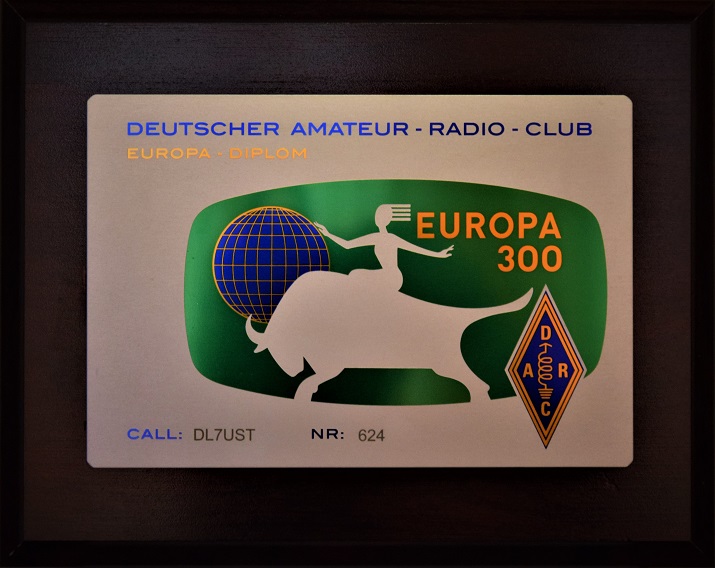 DEUTSCHER AMATEUR-RADIO-CLUB
EUROPA-DIPLOM
EUROPA
300
D
A R
C
CALL: DL7UST NR: 624